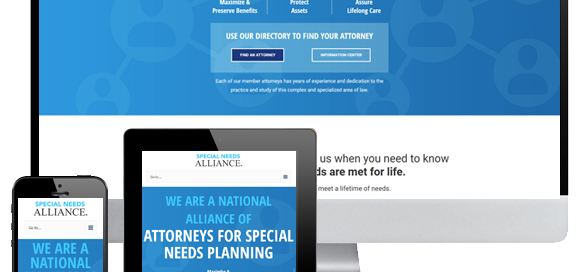 Maximize &
Preserve Benefits
Protect
Assets
Assure
Lifelong Care
USE OUR DIRECTORY TO FIND YOUR ATTORNEY
FIND AN ATTORNEY
INFORMATION CENTER
Each of our member attorneys has years of experience and dedication to the
practice and study of this complex and specialized area of law.
us when you need to know
ds are met for life.
meet a lifetime of needs.
SPECIAL NEEDS
ALLIANCE.
Go to...
WE ARE A NATIONAL
ALLIANCE OF
ATTORNEYS FOR SPECIAL
NEEDS PLANNING
Maximize &
SPECIAL NEEDS
ALLIANCE.
Go to...
WE ARE A
NATIONAL